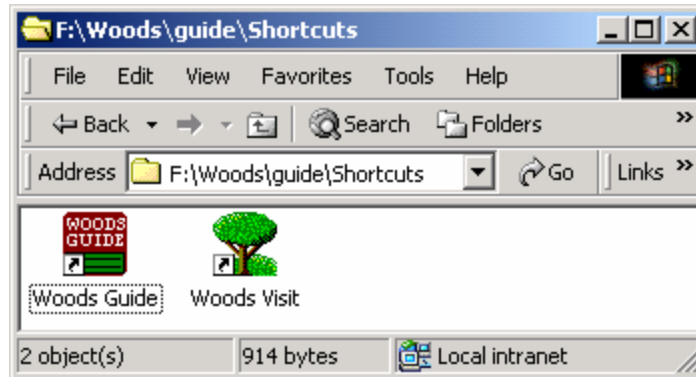 F:\Woods\guide\Shortcuts
File Edit View Favorites Tools Help
Back Search Folders »
Address F:\Woods\guide\Shortcuts Go Links »
WOODS
GUIDE
Woods Guide Woods Visit
2 object(s) 914 bytes Local intranet